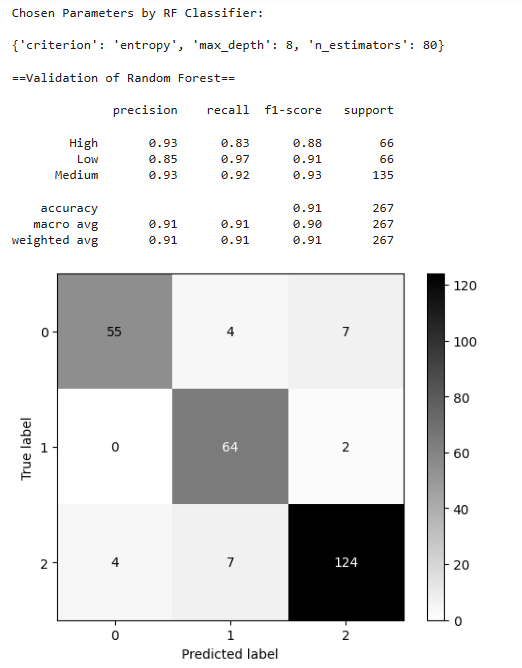 Chosen Parameters by RF Classifier:
{'criterion': 'entropy', 'max_depth': 8, 'n_estimators': 80}
==Validation of Random Forest==
precision recall f1-score support
High 0.93 0.83 0.88 66
Low 0.85 0.97 0.91 66
Medium 0.93 0.92 0.93 135
accuracy 0.91 267
macro avg 0.91 0.91 0.90 267
weighted avg 0.91 0.91 0.91 267
120
0 55 4 7
100
80
True label
1 0 64 2
60
40
2 4 7 124
20
0
0 1 2
Predicted label